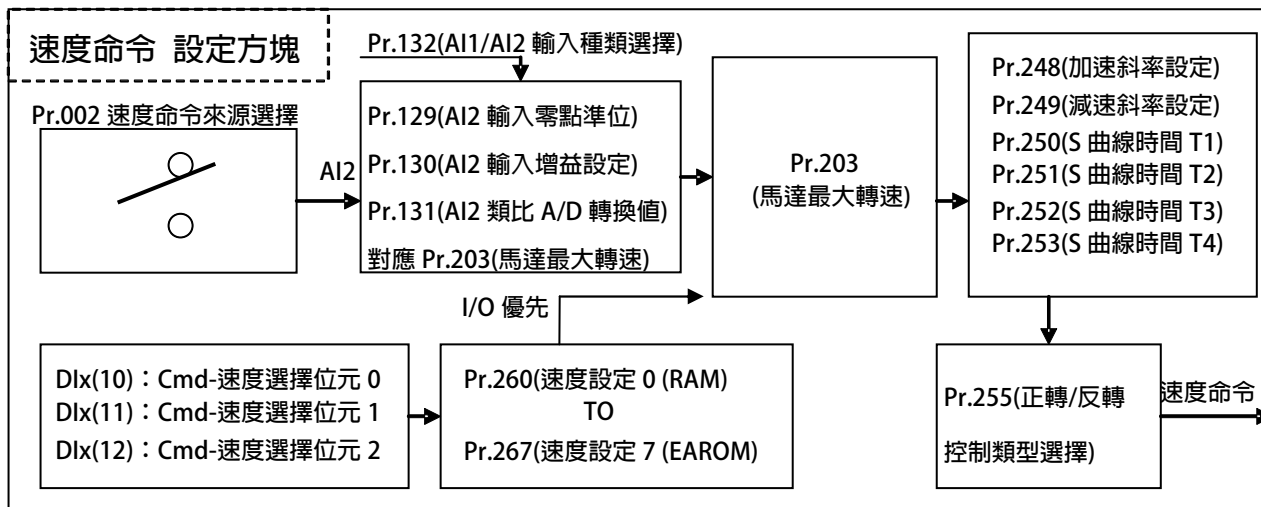 速度命令 設定方塊
Pr.132(AI1/AI2 輸入種類選擇)
Pr.002 速度命令來源選擇
AI2
Pr.129(AI2 輸入零點準位)
Pr.130(AI2 輸入增益設定)
Pr.131(AI2 類比 A/D 轉換值)
對應 Pr.203(馬達最大轉速)
Pr.203
(馬達最大轉速)
Pr.248(加速斜率設定)
Pr.249(減速斜率設定)
Pr.250(S 曲線時間 T1)
Pr.251(S 曲線時間 T2)
Pr.252(S 曲線時間 T3)
Pr.253(S 曲線時間 T4)
I/O 優先
DIx(10)：Cmd-速度選擇位元 0
DIx(11)：Cmd-速度選擇位元 1
DIx(12)：Cmd-速度選擇位元 2
Pr.260(速度設定 0 (RAM)
TO
Pr.267(速度設定 7 (EAROM)
Pr.255(正轉/反轉
控制類型選擇)
速度命令